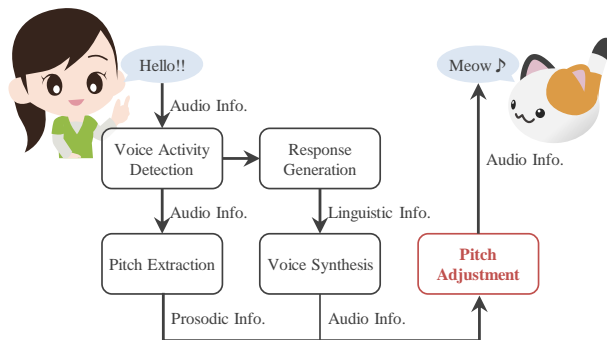 Hello!!
Meow♪
Audio Info.
Voice Activity
Detection
Response
Generation
Audio Info.
Audio Info.
Linguistic Info.
Pitch Extraction
Voice Synthesis
Pitch
Adjustment
Prosodic Info.
Audio Info.